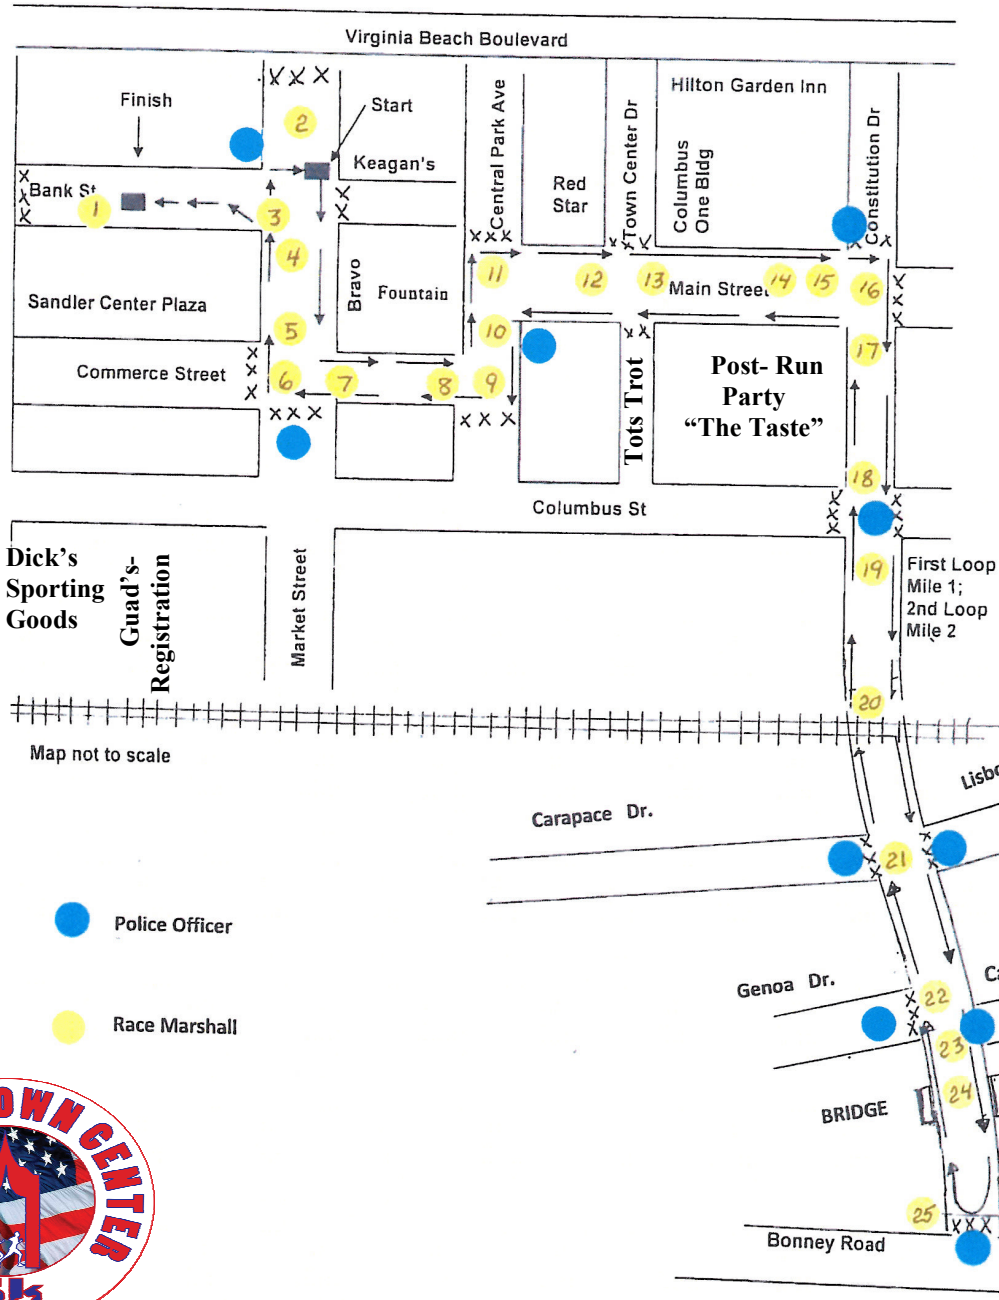 Virginia Beach Boulevard
X X X
Finish
Start
2
Keagan's
Bank St
X X X
1
3
4
X X X
Sandler Center Plaza
Bravo
Fountain
5
Commerce Street
X X X
6
7
8
9
X X X
X X X
Central Park Ave
Red
Star
Town Center Dr
Hilton Garden Inn
Columbus
One Bldg
Constitution Dr
X X X
11
12
X X
13
Main Street
14
15
16
X X
X X X
10
17
X X
Tots Trot
Post- Run
Party
“The Taste”
18
Columbus St
X X X
X X X
19
First Loop
Mile 1;
2nd Loop
Mile 2
Dick’s
Sporting
Goods
Guad’s-
Registration
Market Street
20
Map not to scale
Lisbo
Carapace Dr.
X X X
21
X X X
Police Officer
Genoa Dr.
Ca
22
X X X
23
Race Marshall
24
BRIDGE
25
X X X
Bonney Road
OWN CENTER
5k